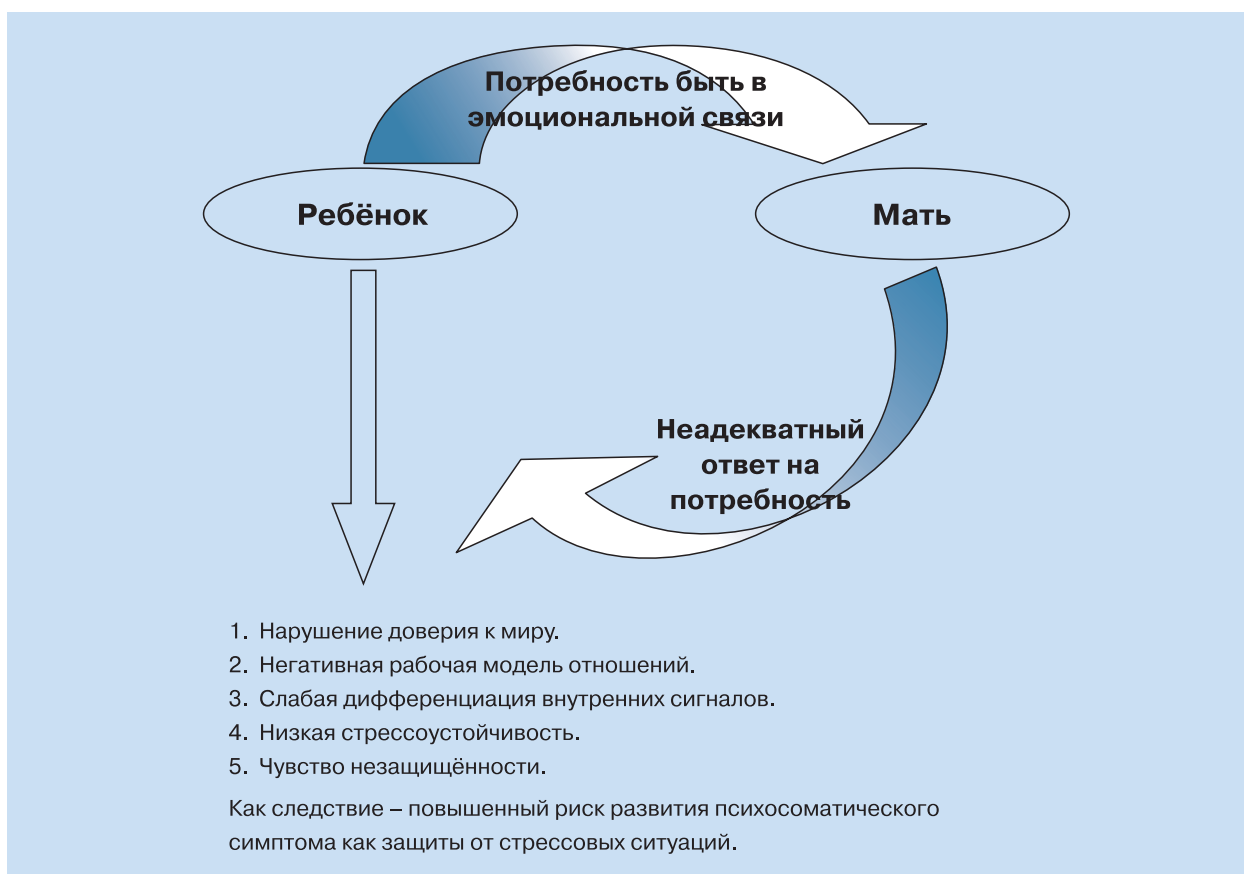 Потребность быть в
эмоциональной связи
Ребёнок
Мать
Неадекватный
ответ на
потребность
1. Нарушение доверия к миру.
2. Негативная рабочая модель отношений.
3. Слабая дифференциация внутренних сигналов.
4. Низкая стрессоустойчивость.
5. Чувство незащищённости.
Как следствие – повышенный риск развития психосоматического
симптома как защиты от стрессовых ситуаций.